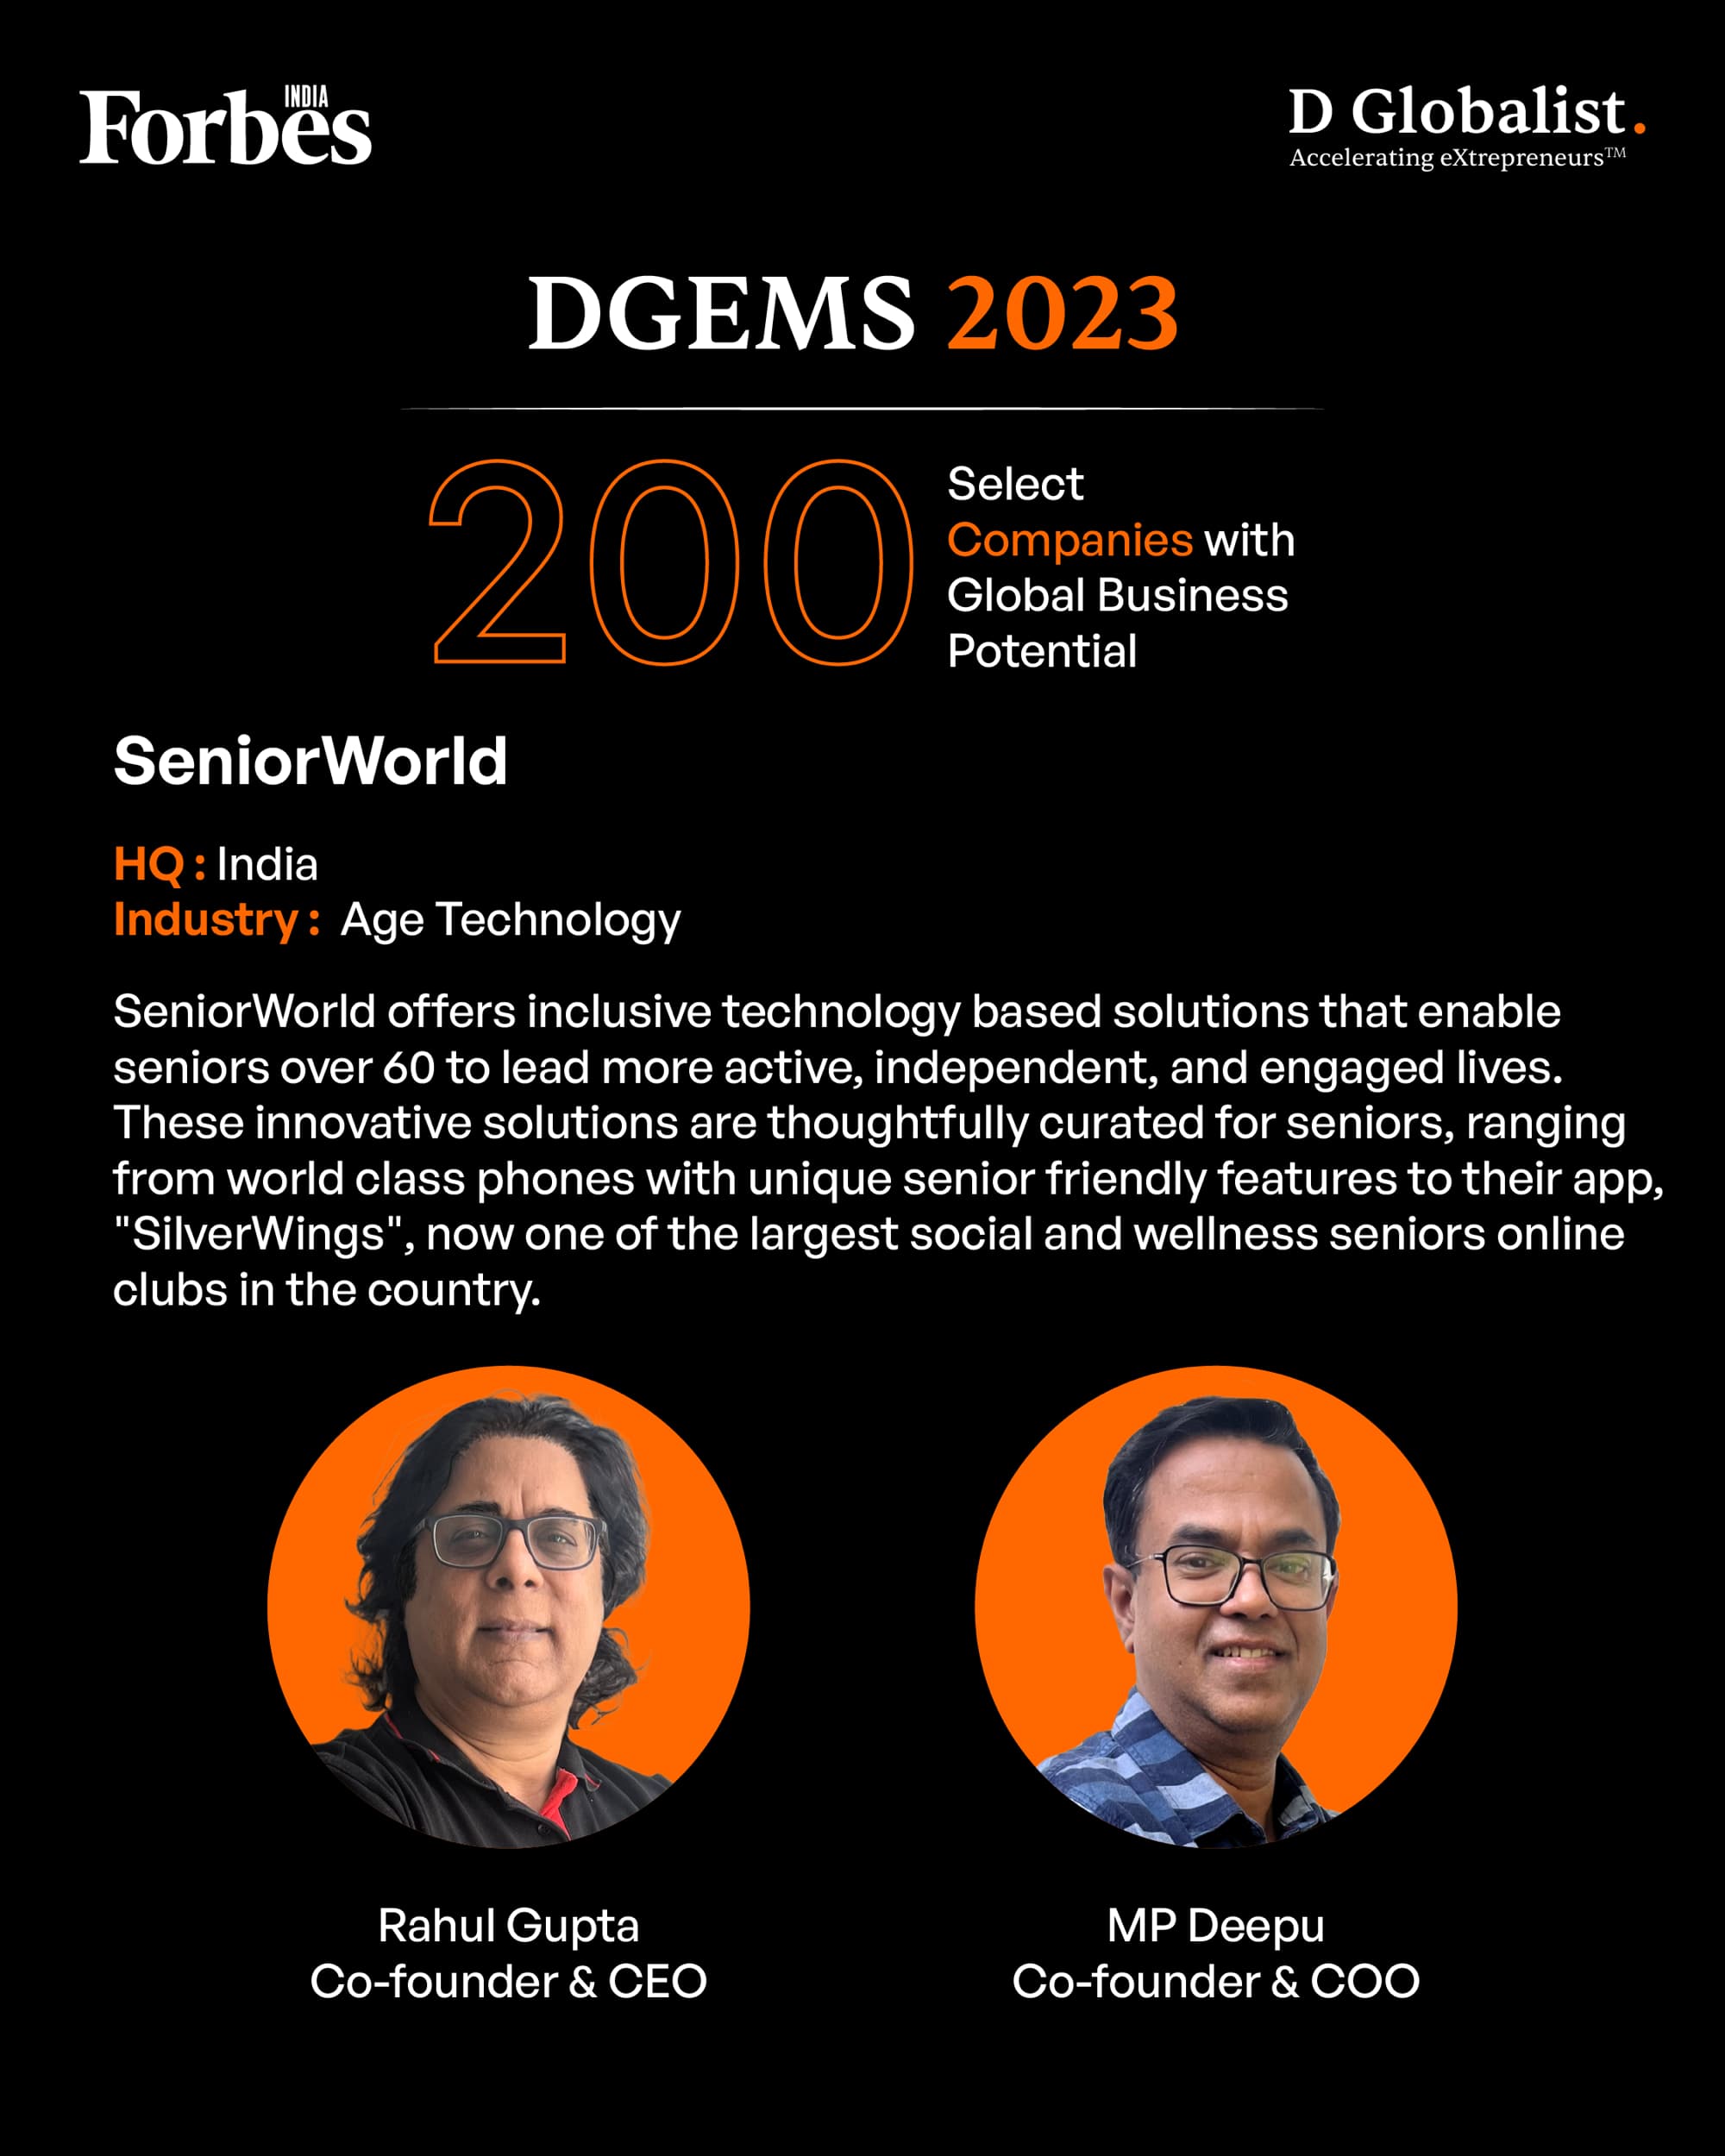 Forbes INDIA
D Globalist.
Accelerating eXtrepreneurs™
DGEMS 2023
200
Select
Companies with
Global Business
Potential
SeniorWorld
HQ : India
Industry : Age Technology
SeniorWorld offers inclusive technology based solutions that enable
seniors over 60 to lead more active, independent, and engaged lives.
These innovative solutions are thoughtfully curated for seniors, ranging
from world class phones with unique senior friendly features to their app,
"SilverWings", now one of the largest social and wellness seniors online
clubs in the country.
Rahul Gupta
Co-founder & CEO
MP Deepu
Co-founder & COO